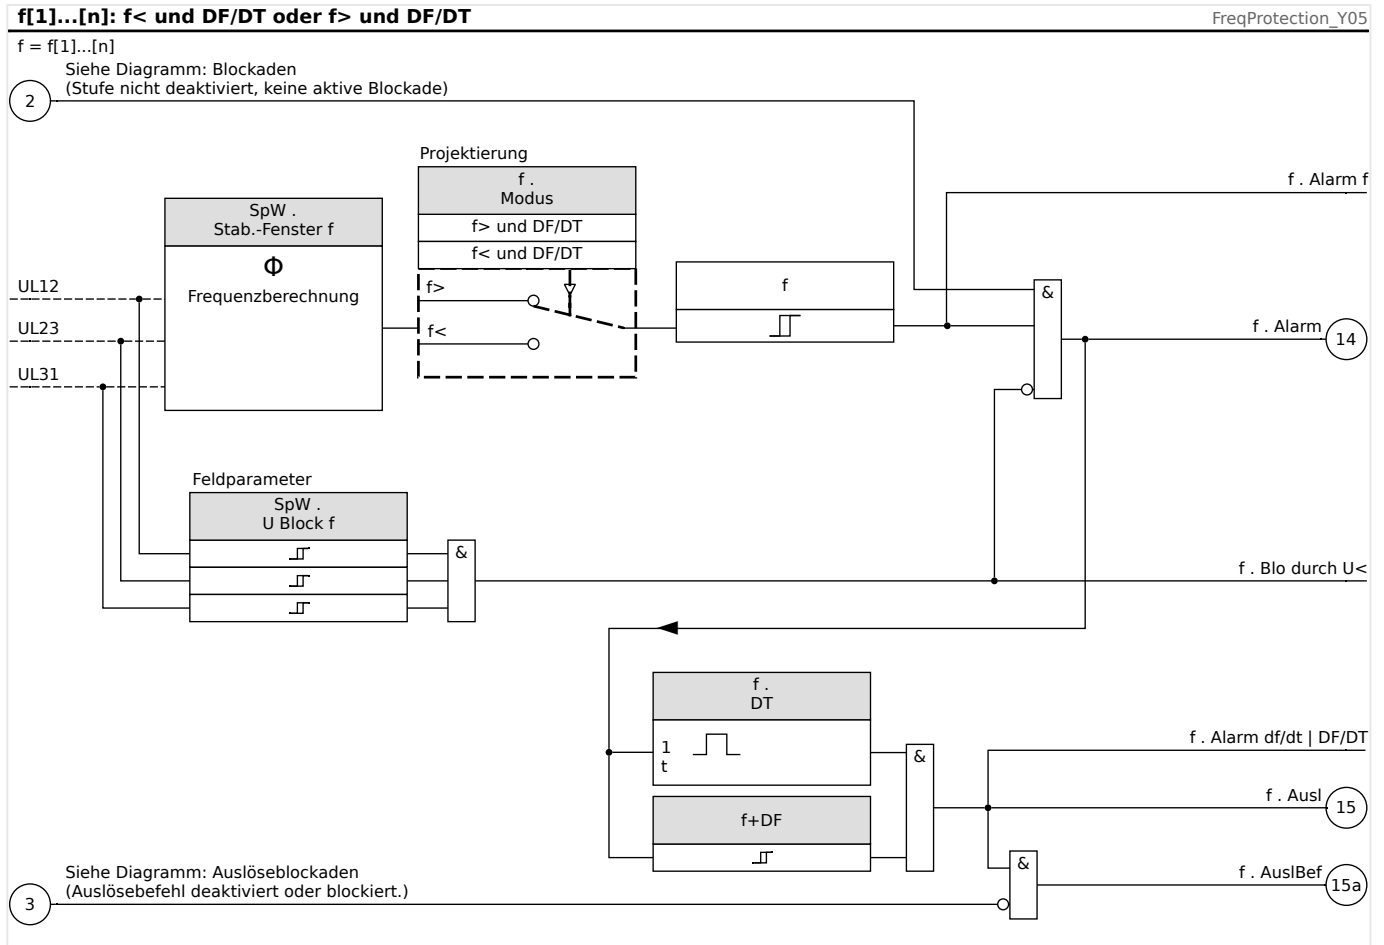 f[1]...[n]: f< und DF/DT oder f> und DF/DT
FreqProtection_Y05
f = f[1]...[n]
Siehe Diagramm: Blockaden
(Stufe nicht deaktiviert, keine aktive Blockade)
2
Projektierung
f .
Modus
f> und DF/DT
f< und DF/DT
f>
f<
SpW .
Stab.-Fenster f
Φ
Frequenzberechnung
UL12
UL23
UL31
f
&
f . Alarm f
f . Alarm
14
Feldparameter
SpW .
U Block f
&
f . Blo durch U<
f .
DT
1
t
&
f+DF
f . Alarm df/dt | DF/DT
f . Ausl
15
&
f . AuslBef
15a
Siehe Diagramm: Auslöseblockaden
(Auslösebefehl deaktiviert oder blockiert.)
3